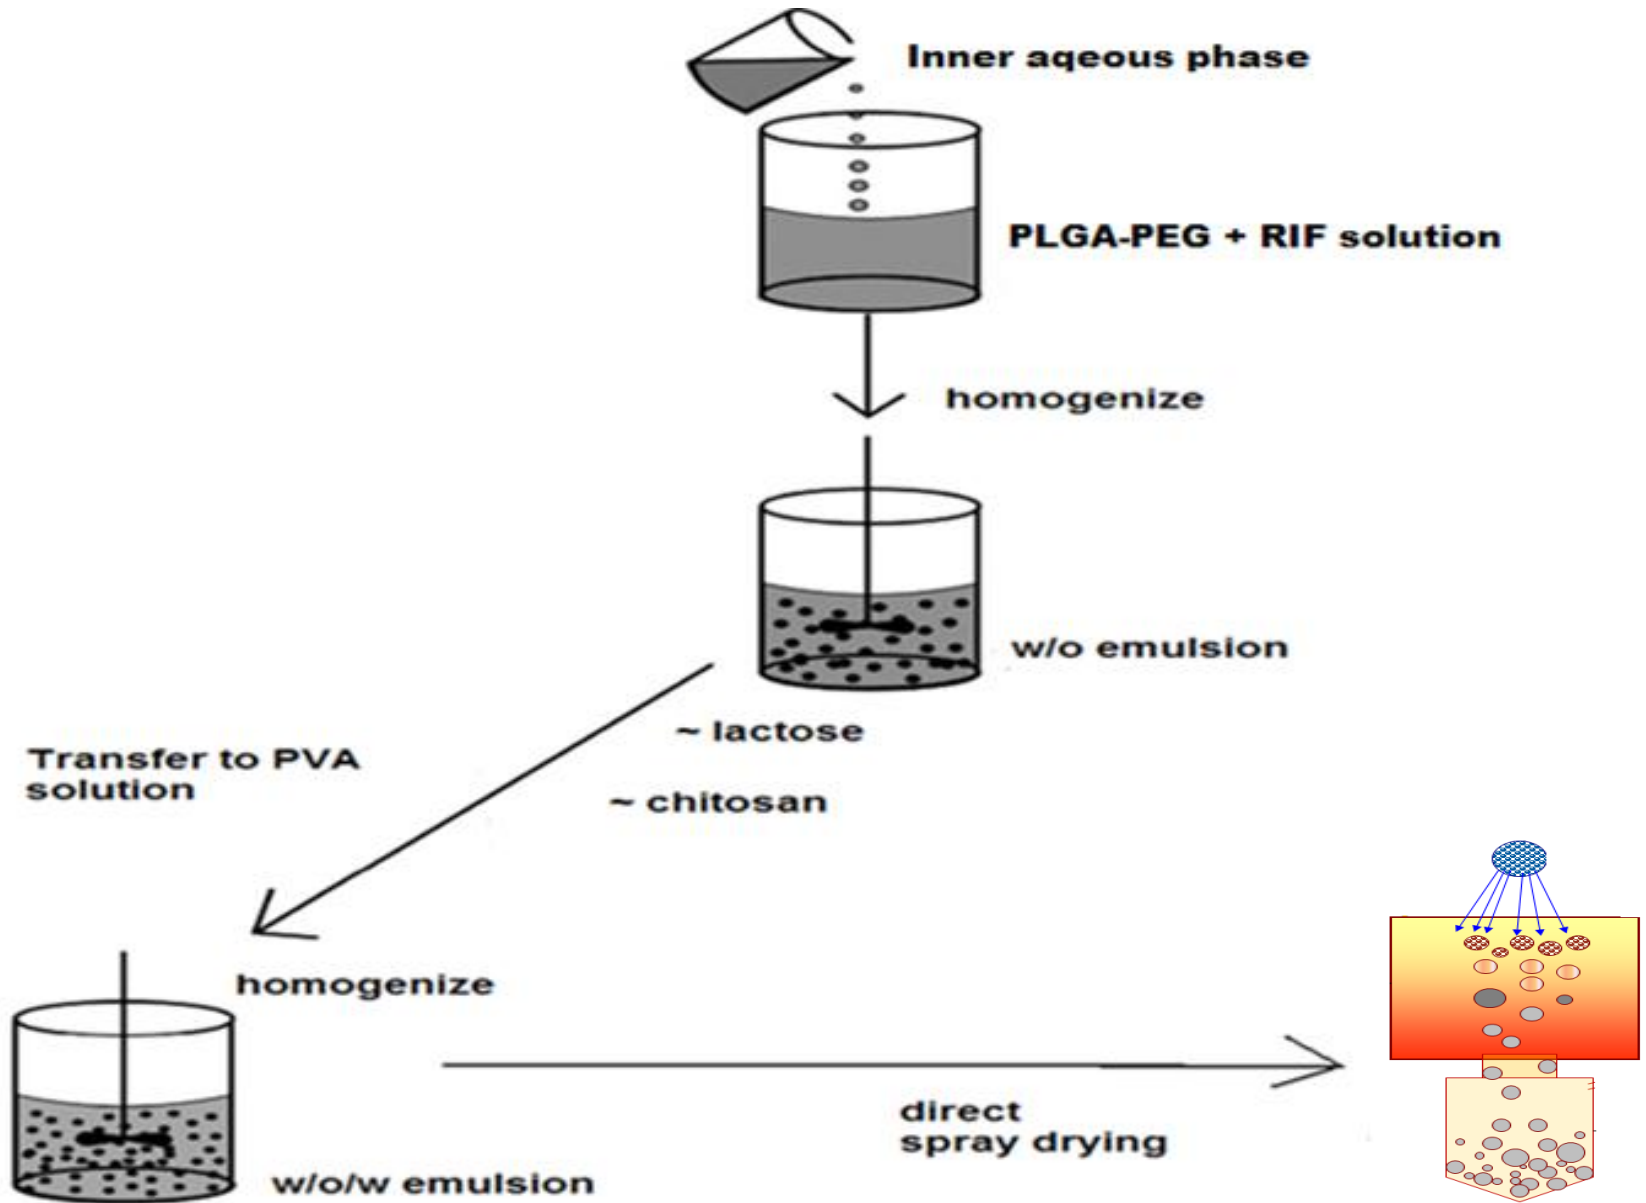 Inner aqeous phase
PLGA-PEG + RIF solution
homogenize
w/o emulsion
~ lactose
Transfer to PVA
solution
~ chitosan
homogenize
direct
spray drying
w/o/w emulsion